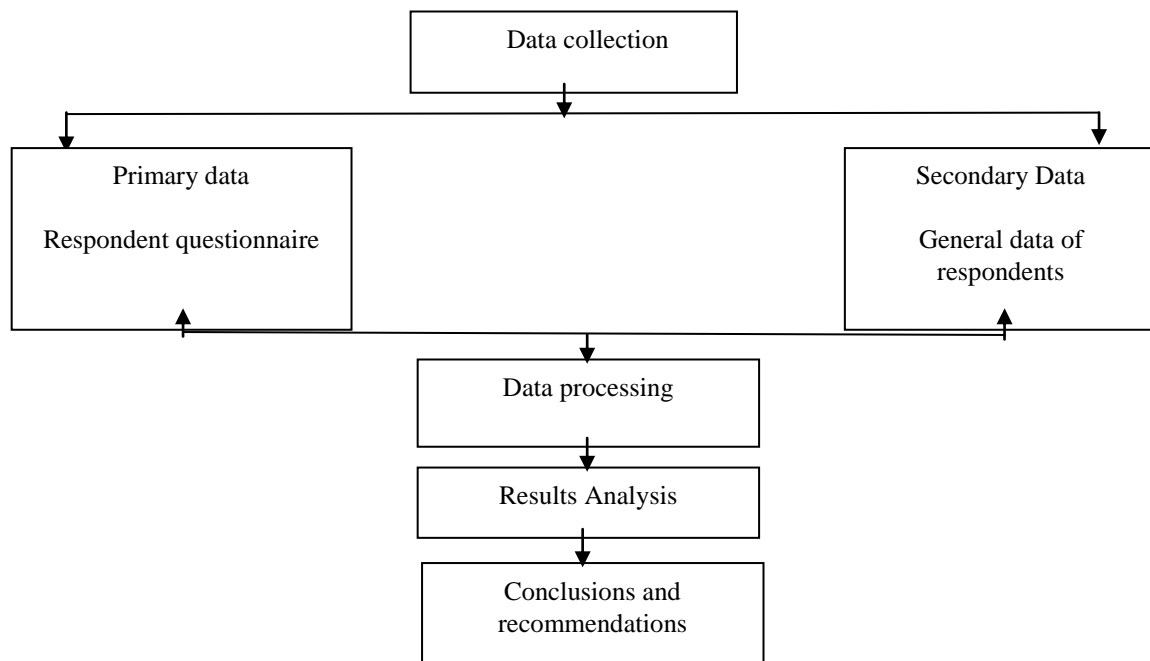 Data collection
Primary data
Respondent questionnaire
Secondary Data
General data of
respondents
Data processing
Results Analysis
Conclusions and
recommendations